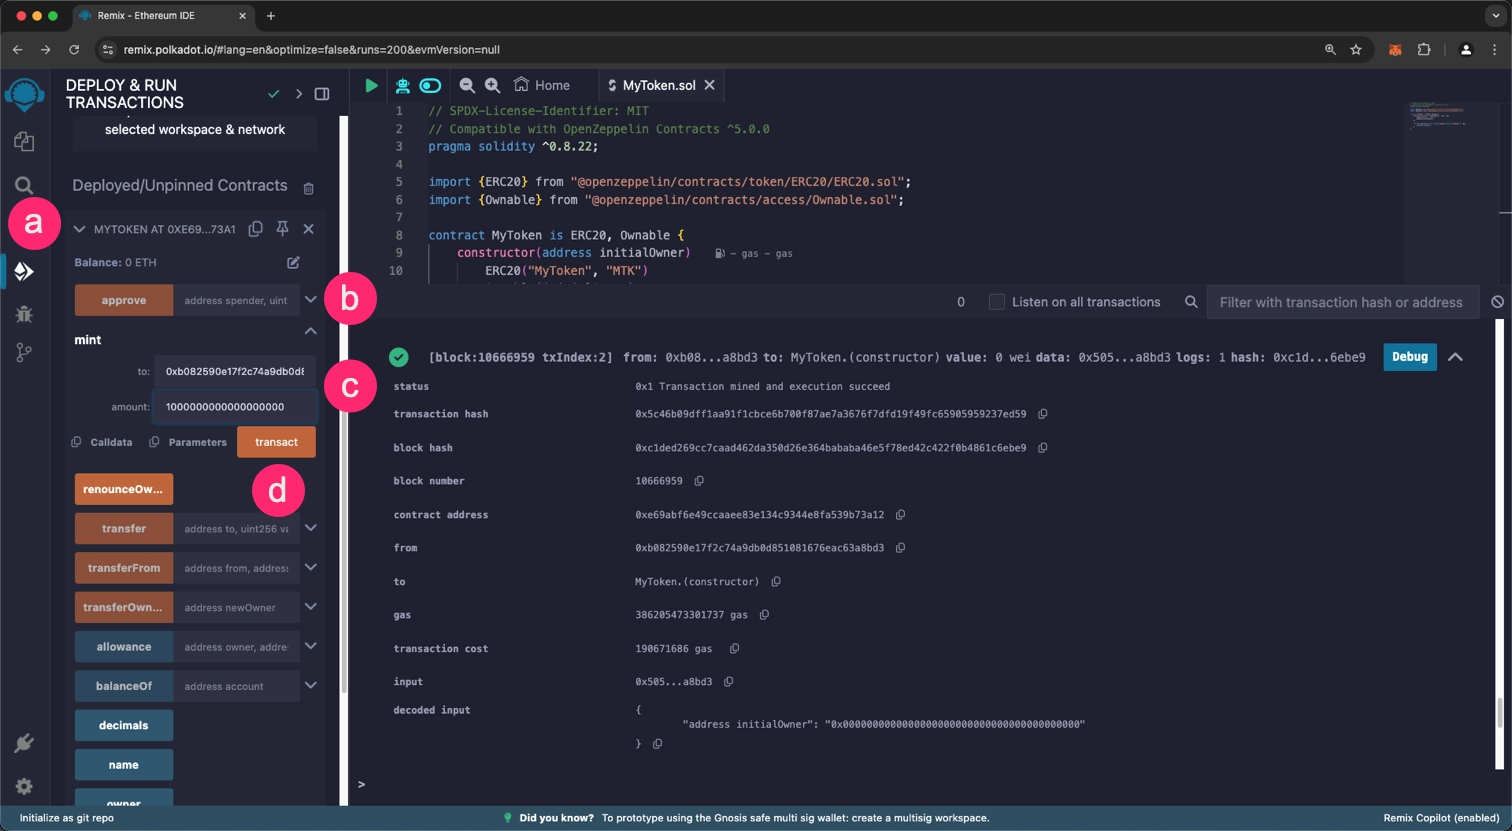 Remix - Ethereum IDE
remix.polkadot.io/#lang=en&optimize=false&runs=200&evmVersion=null
DEPLOY & RUN
TRANSACTIONS
selected workspace & network
Deployed/Unpinned Contracts
a
MYTOKEN AT 0XE69...73A1
Balance: 0 ETH
approve address spender, uint
b
mint
to: 0xb082590e17f2c74a9db0d8
c
amount: 1000000000000000000
Calldata Parameters transact
renounceOw...
d
transfer address to, uint256 va
transferFrom address from, address
transferOwn... address newOwner
allowance address owner, addre
balanceOf address account
decimals
name
owner
Home MyToken.sol
1 // SPDX-License-Identifier: MIT
2 // Compatible with OpenZeppelin Contracts ^5.0.0
3 pragma solidity ^0.8.22;
4
5 import {ERC20} from "@openzeppelin/contracts/token/ERC20/ERC20.sol";
6 import {Ownable} from "@openzeppelin/contracts/access/Ownable.sol";
7
8 contract MyToken is ERC20, Ownable {
9 constructor(address initialOwner) - gas - gas
10 ERC20("MyToken", "MTK")
0 Listen on all transactions Filter with transaction hash or address
[block:10666959 txIndex:2] from: 0xb08...a8bd3 to: MyToken.(constructor) value: 0 wei data: 0x505...a8bd3 logs: 1 hash: 0xc1d...6ebe9 Debug
status 0x1 Transaction mined and execution succeed
transaction hash 0x5c46b09dff1aa91f1cbce6b700f87ae7a3676f7dfd19f49fc65905959237ed59
block hash 0xc1ded269cc7caad462da350d26e364bababa46e5f78ed42c422f0b4861c6ebe9
block number 10666959
contract address 0xe69abf6e49ccaaee83e134c9344e8fa539b73a12
from 0xb082590e17f2c74a9db0d851081676eac63a8bd3
to MyToken.(constructor)
gas 386205473301737 gas
transaction cost 190671686 gas
input 0x505...a8bd3
decoded input {
"address initialOwner": "0x0000000000000000000000000000000000000000"
}
>
Initialize as git repo Did you know? To prototype using the Gnosis safe multi sig wallet: create a multisig workspace. Remix Copilot (enabled)